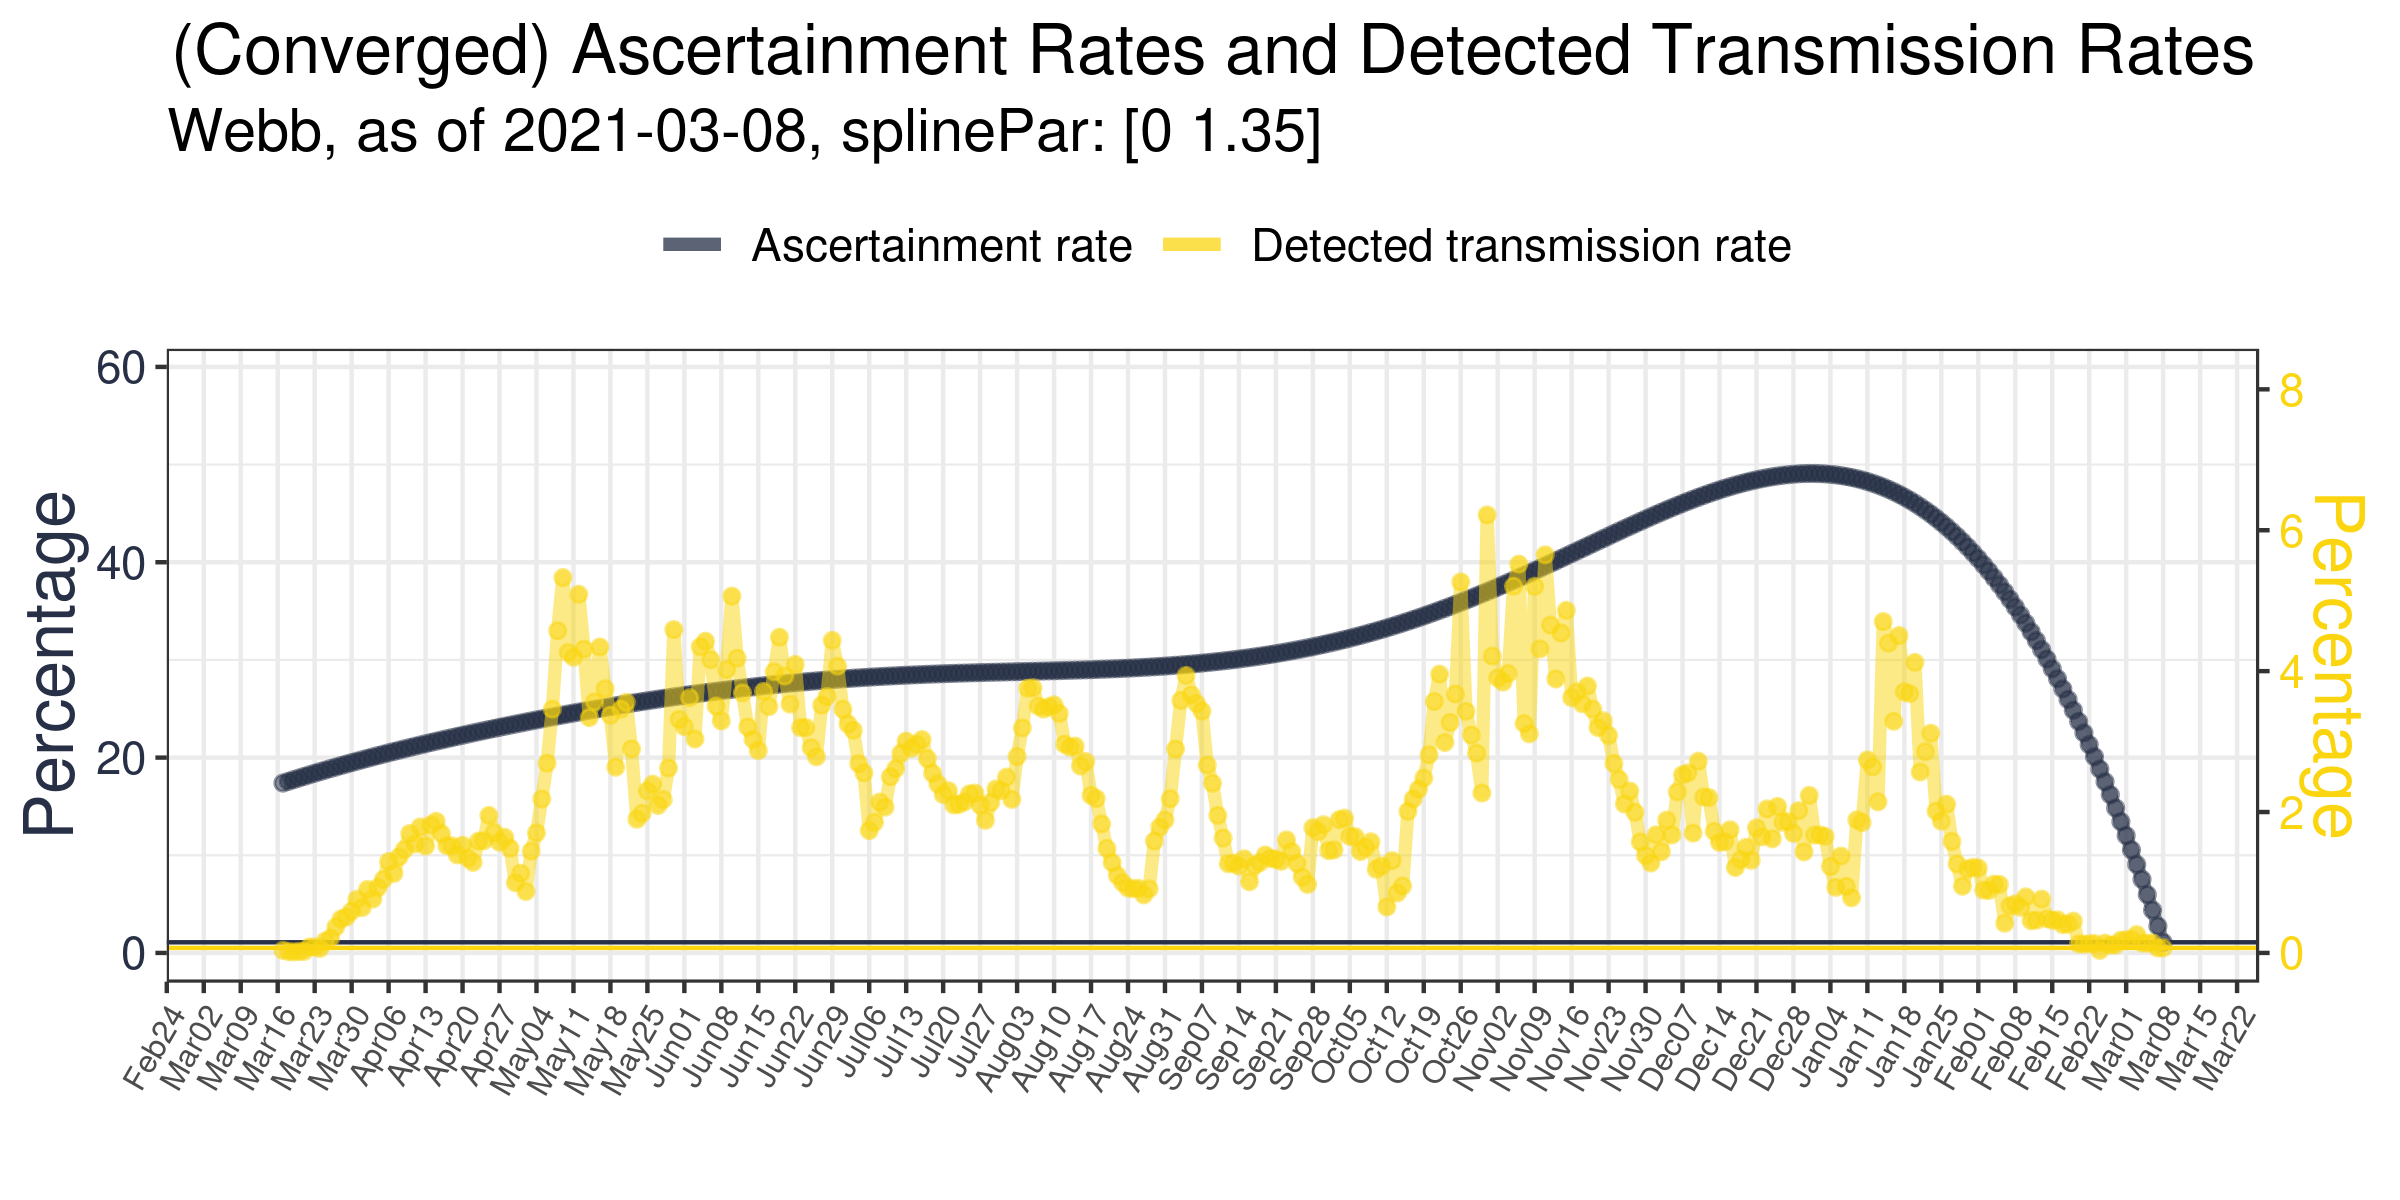 (Converged) Ascertainment Rates and Detected Transmission Rates
Webb, as of 2021-03-08, splinePar: [0 1.35]
Ascertainment rate Detected transmission rate
Percentage
60
40
20
0
8
6
4
2
0
Percentage
Feb24 Mar02 Mar09 Mar16 Mar23 Mar30 Apr06 Apr13 Apr20 Apr27 May04 May11 May18 May25 Jun01 Jun08 Jun15 Jun22 Jun29 Jul06 Jul13 Jul20 Jul27 Aug03 Aug10 Aug17 Aug24 Aug31 Sep07 Sep14 Sep21 Sep28 Oct05 Oct12 Oct19 Oct26 Nov02 Nov09 Nov16 Nov23 Nov30 Dec07 Dec14 Dec21 Dec28 Jan04 Jan11 Jan18 Jan25 Feb01 Feb08 Feb15 Feb22 Mar01 Mar08 Mar15 Mar22